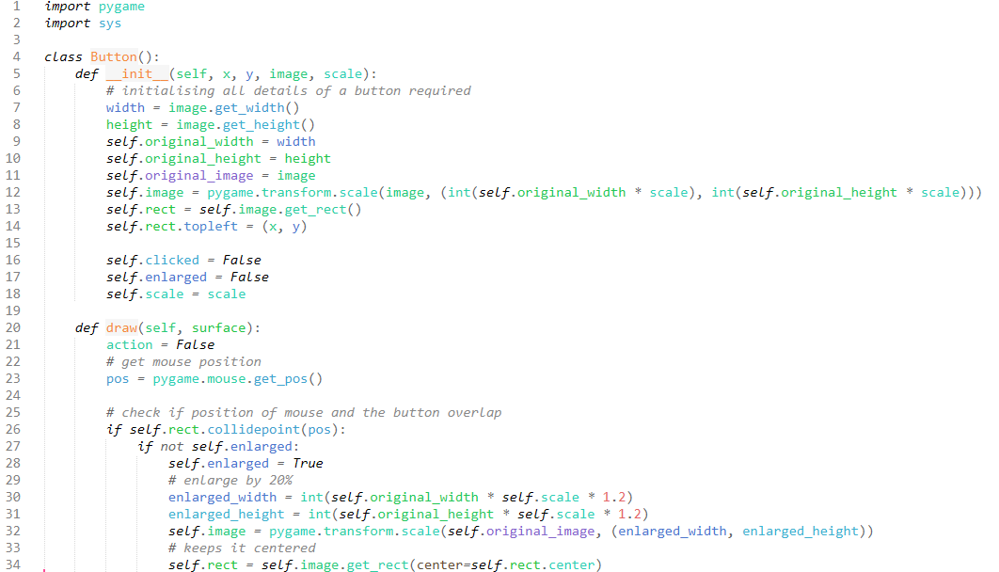 1 import pygame
2 import sys
3
4 class Button():
5     def __init__(self, x, y, image, scale):
6         # initialising all details of a button required
7         width = image.get_width()
8         height = image.get_height()
9         self.original_width = width
10         self.original_height = height
11         self.original_image = image
12         self.image = pygame.transform.scale(image, (int(self.original_width * scale), int(self.original_height * scale)))
13         self.rect = self.image.get_rect()
14         self.rect.topleft = (x, y)
15
16         self.clicked = False
17         self.enlarged = False
18         self.scale = scale
19
20     def draw(self, surface):
21         action = False
22         # get mouse position
23         pos = pygame.mouse.get_pos()
24
25         # check if position of mouse and the button overlap
26         if self.rect.collidepoint(pos):
27             if not self.enlarged:
28                 self.enlarged = True
29                 # enlarge by 20%
30                 enlarged_width = int(self.original_width * self.scale * 1.2)
31                 enlarged_height = int(self.original_height * self.scale * 1.2)
32                 self.image = pygame.transform.scale(self.original_image, (enlarged_width, enlarged_height))
33                 # keeps it centered
34                 self.rect = self.image.get_rect(center=self.rect.center)